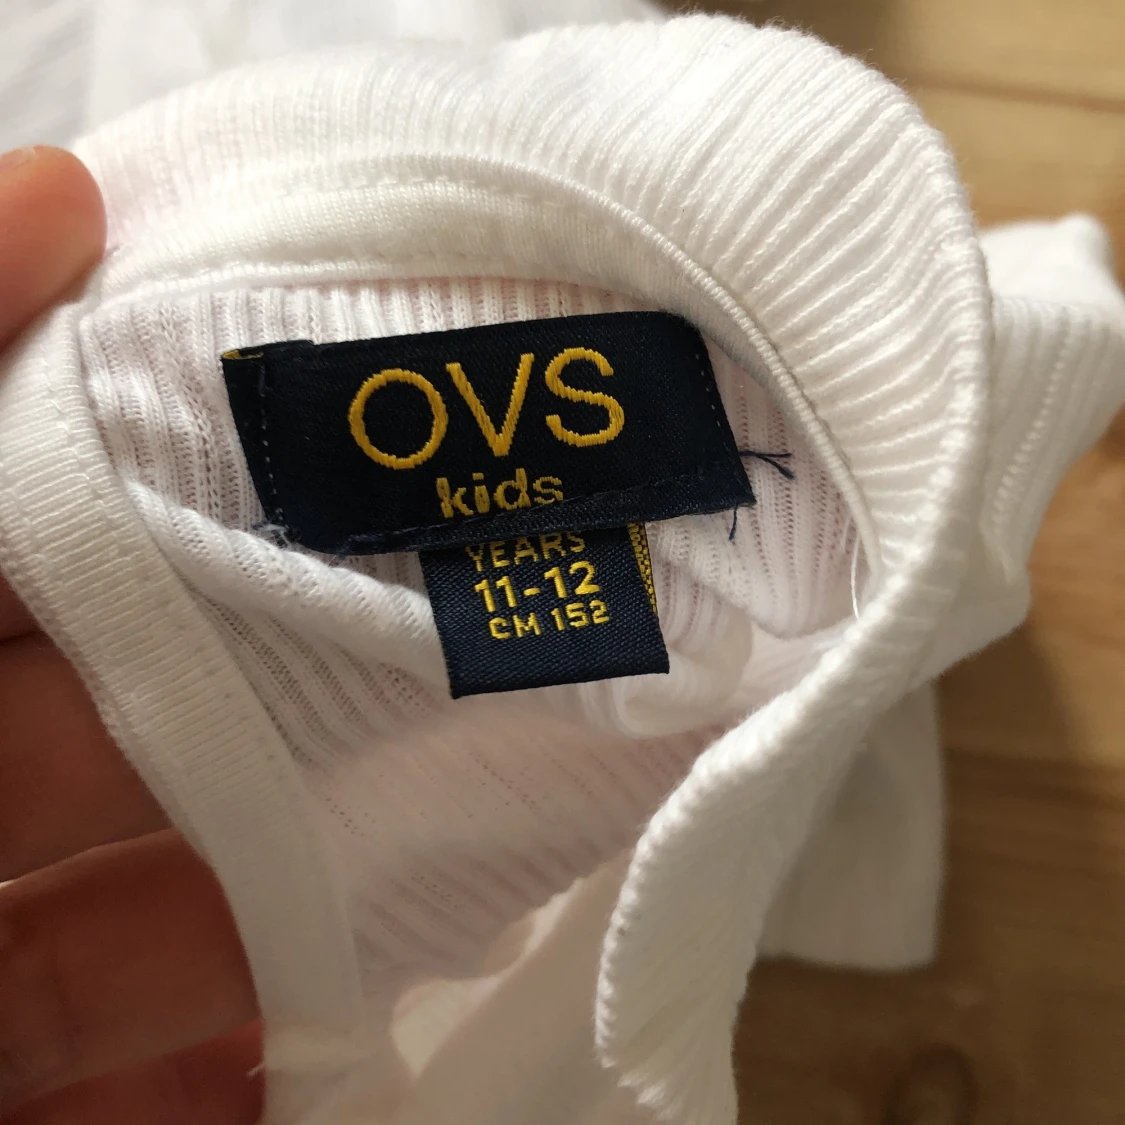 OVS
kids
YEARS
11-12
CM 152